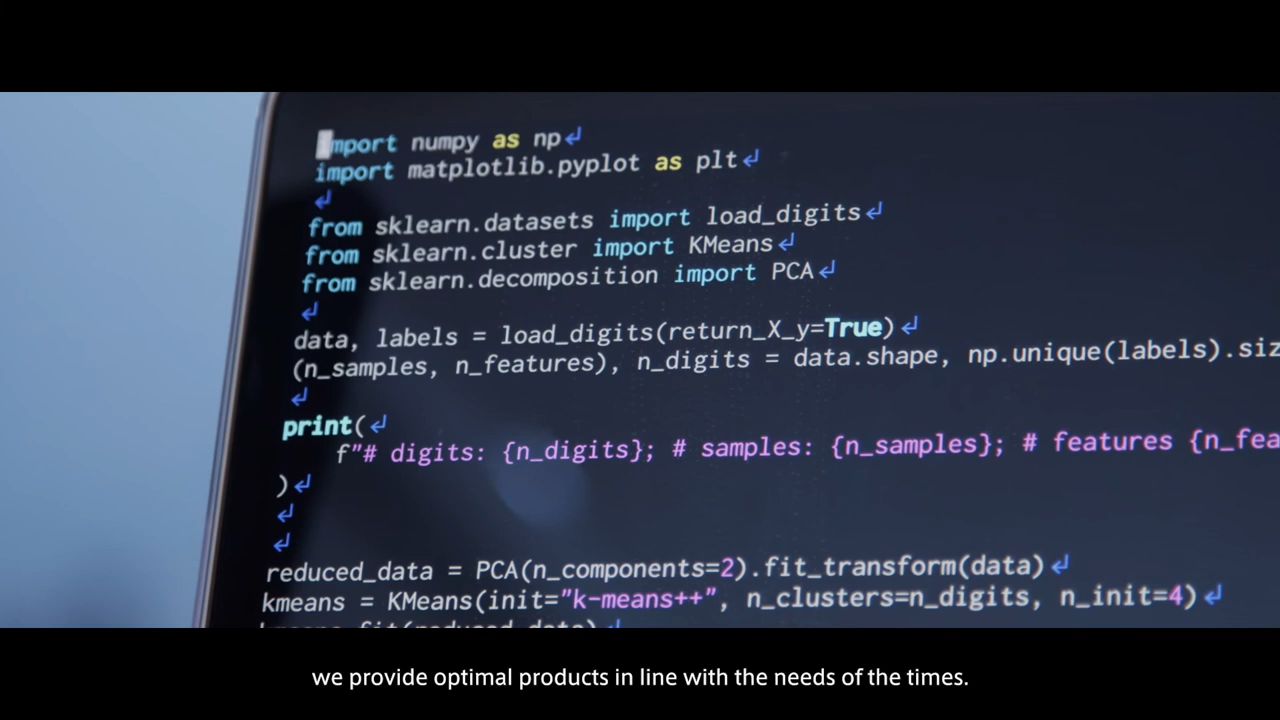 import numpy as np
import matplotlib.pyplot as plt
from sklearn.datasets import load_digits
from sklearn.cluster import KMeans
from sklearn.decomposition import PCA
data, labels = load_digits(return_X_y=True)
(n_samples, n_features), n_digits = data.shape, np.unique(labels).siz
print(
f"# digits: {n_digits}; # samples: {n_samples}; # features {n_fea
)
reduced_data = PCA(n_components=2).fit_transform(data)
kmeans = KMeans(init="k-means++", n_clusters=n_digits, n_init=4)
kmeans.fit(reduced_data)
we provide optimal products in line with the needs of the times.